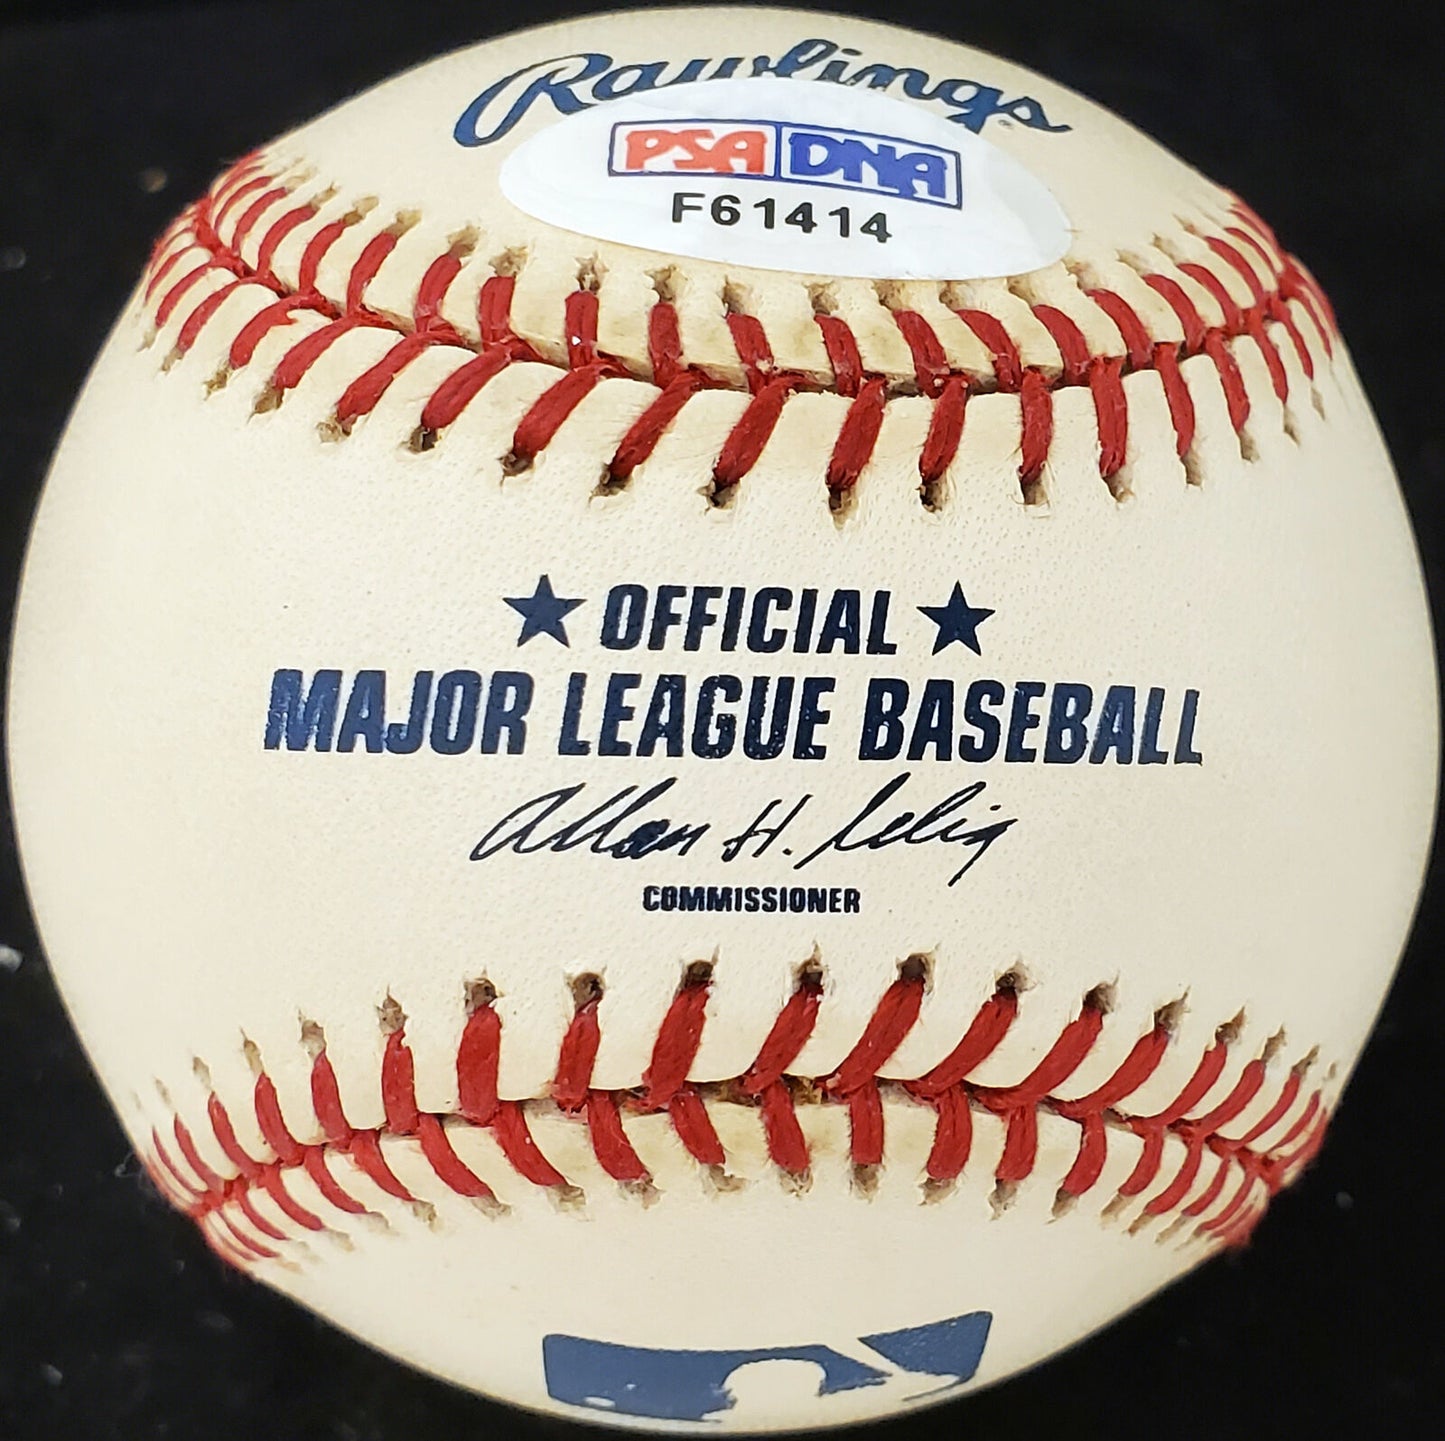 Rawlings
PSA DNA
F61414
★ OFFICIAL ★
MAJOR LEAGUE BASEBALL
Allan H. Selig
COMMISSIONER